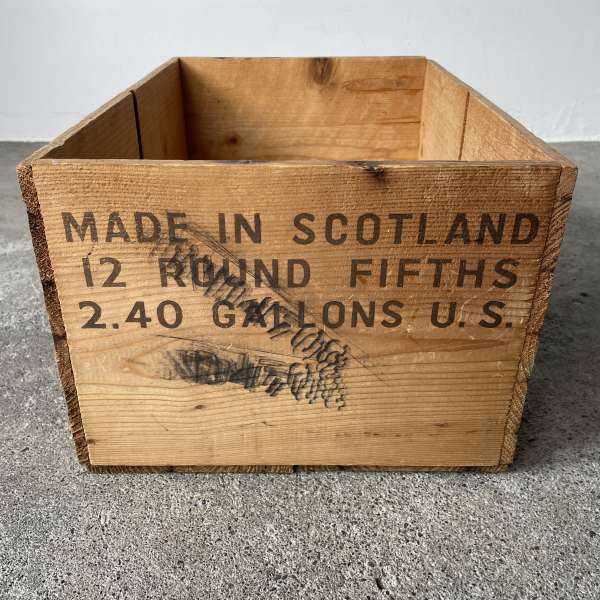 MADE IN SCOTLAND
12 ROUND FIFTHS
2.40 GALLONS U.S.